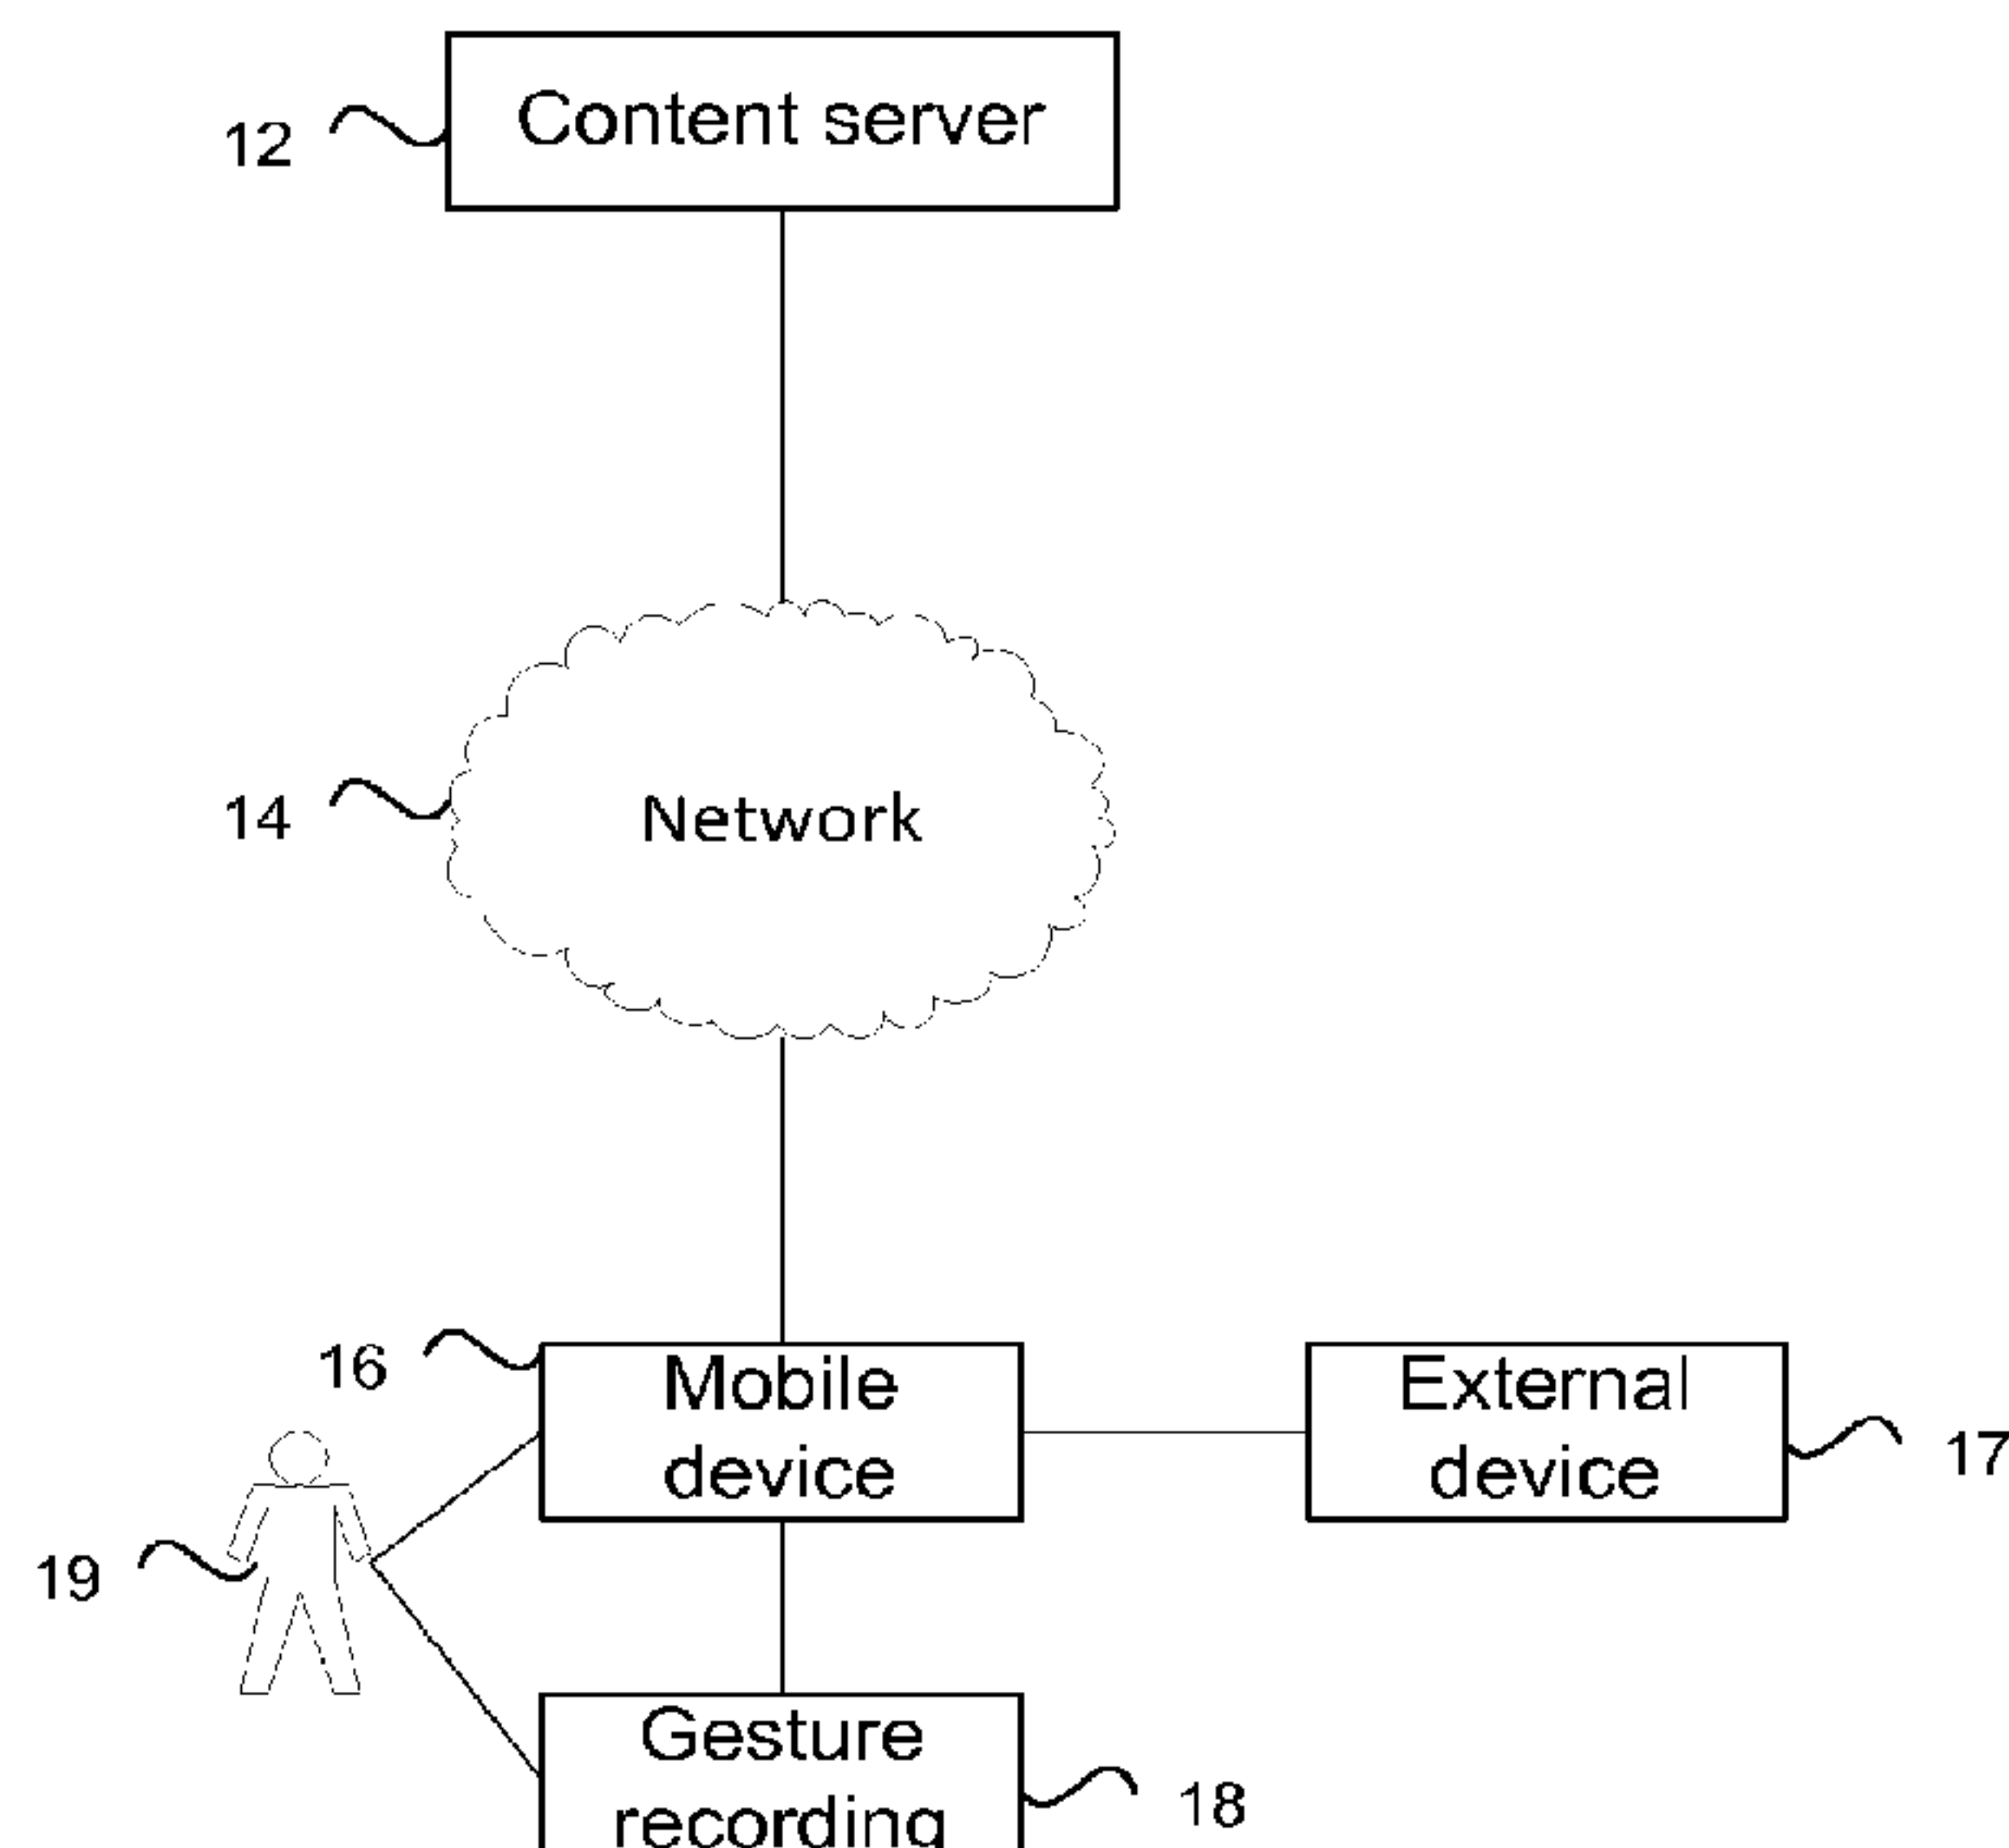 Content server
12
Network
14
16
Mobile
device
External
device
17
19
Gesture
recording
18